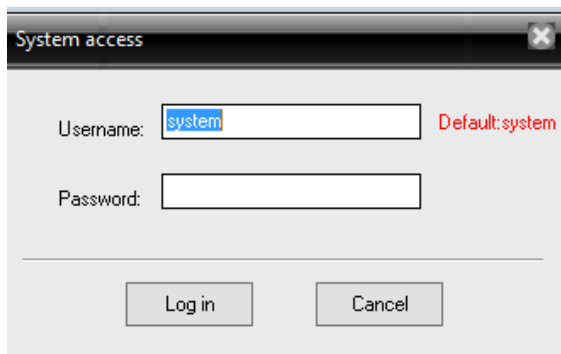 System access
Username: system Default:system
Password:
Log in Cancel